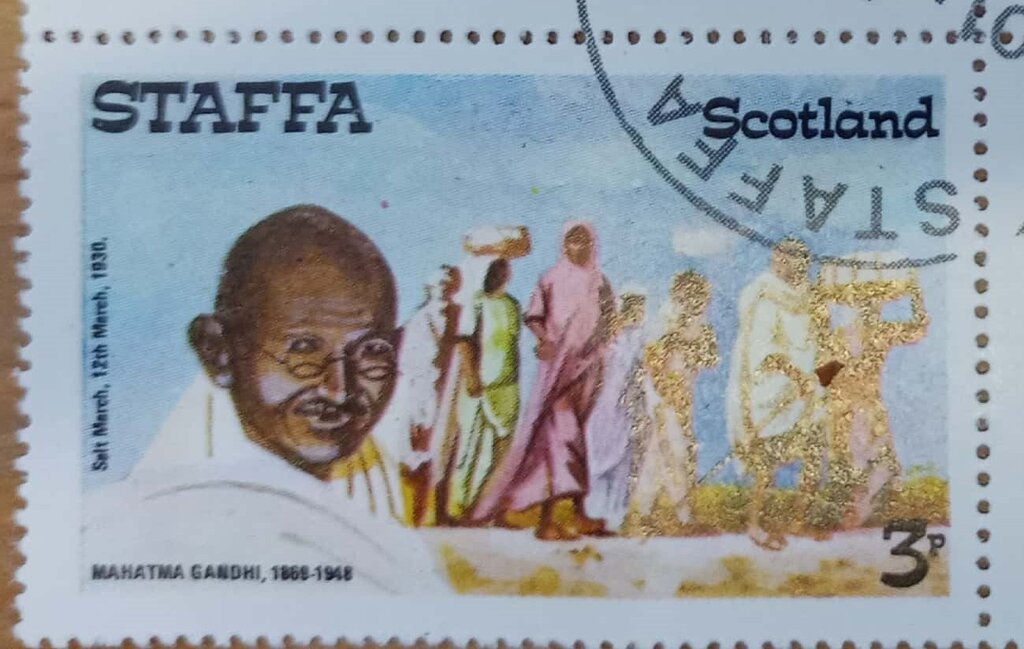 STAFFA
Scotland
STAFFA
Salt March, 12th March, 1930.
MAHATMA GANDHI, 1869-1948
3p